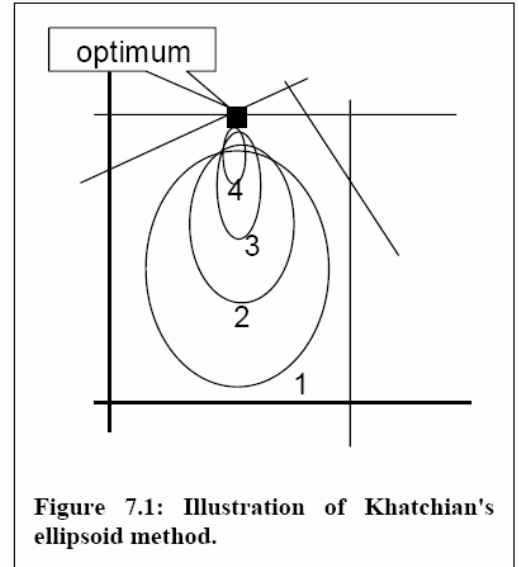 optimum
4
3
2
1
Figure 7.1: Illustration of Khatchian's
ellipsoid method.